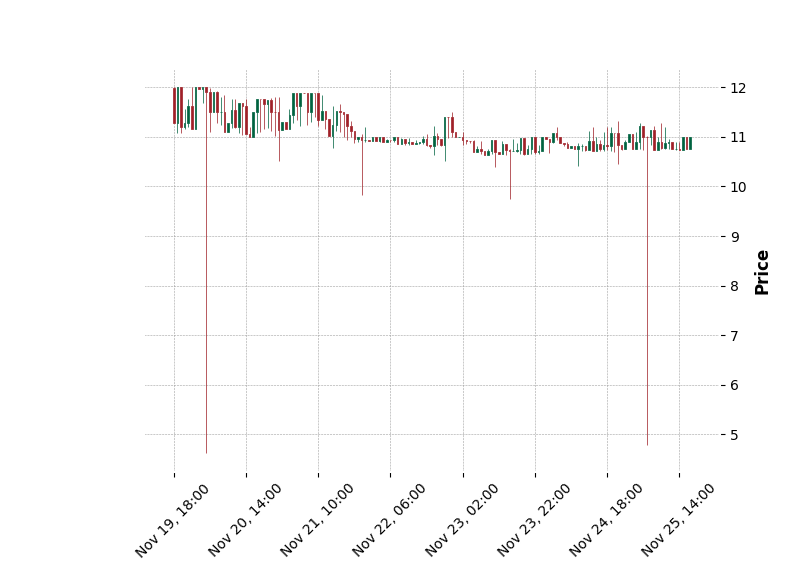 12
11
10
9
8
7
6
5
Price
Nov 19, 18:00
Nov 20, 14:00
Nov 21, 10:00
Nov 22, 06:00
Nov 23, 02:00
Nov 23, 22:00
Nov 24, 18:00
Nov 25, 14:00